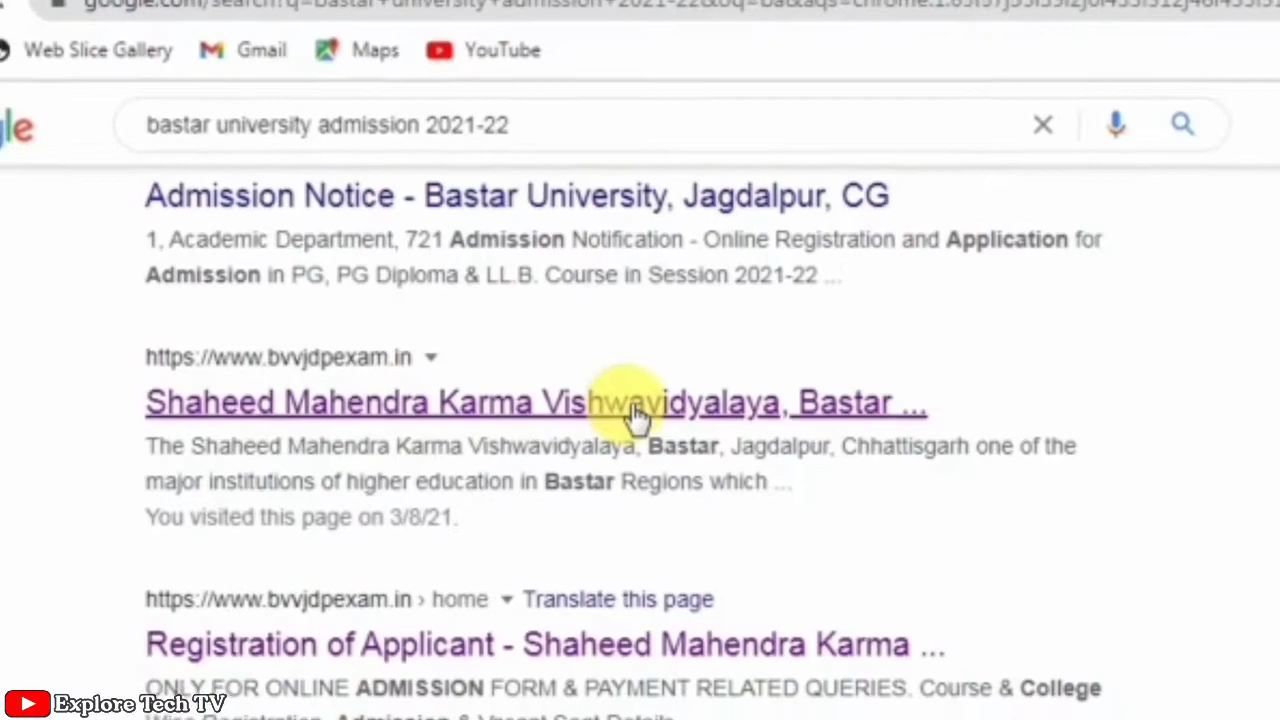 Web Slice Gallery Gmail Maps YouTube
bastar university admission 2021-22
Admission Notice - Bastar University, Jagdalpur, CG
1, Academic Department, 721 Admission Notification - Online Registration and Application for
Admission in PG, PG Diploma & LL.B. Course in Session 2021-22 ...
https://www.bvvjdpexam.in
Shaheed Mahendra Karma Vishwavidyalaya, Bastar ...
The Shaheed Mahendra Karma Vishwavidyalaya, Bastar, Jagdalpur, Chhattisgarh one of the
major institutions of higher education in Bastar Regions which ...
You visited this page on 3/8/21.
https://www.bvvjdpexam.in › home Translate this page
Registration of Applicant - Shaheed Mahendra Karma ...
ONLY FOR ONLINE ADMISSION FORM & PAYMENT RELATED QUERIES. Course & College
Explore Tech TV